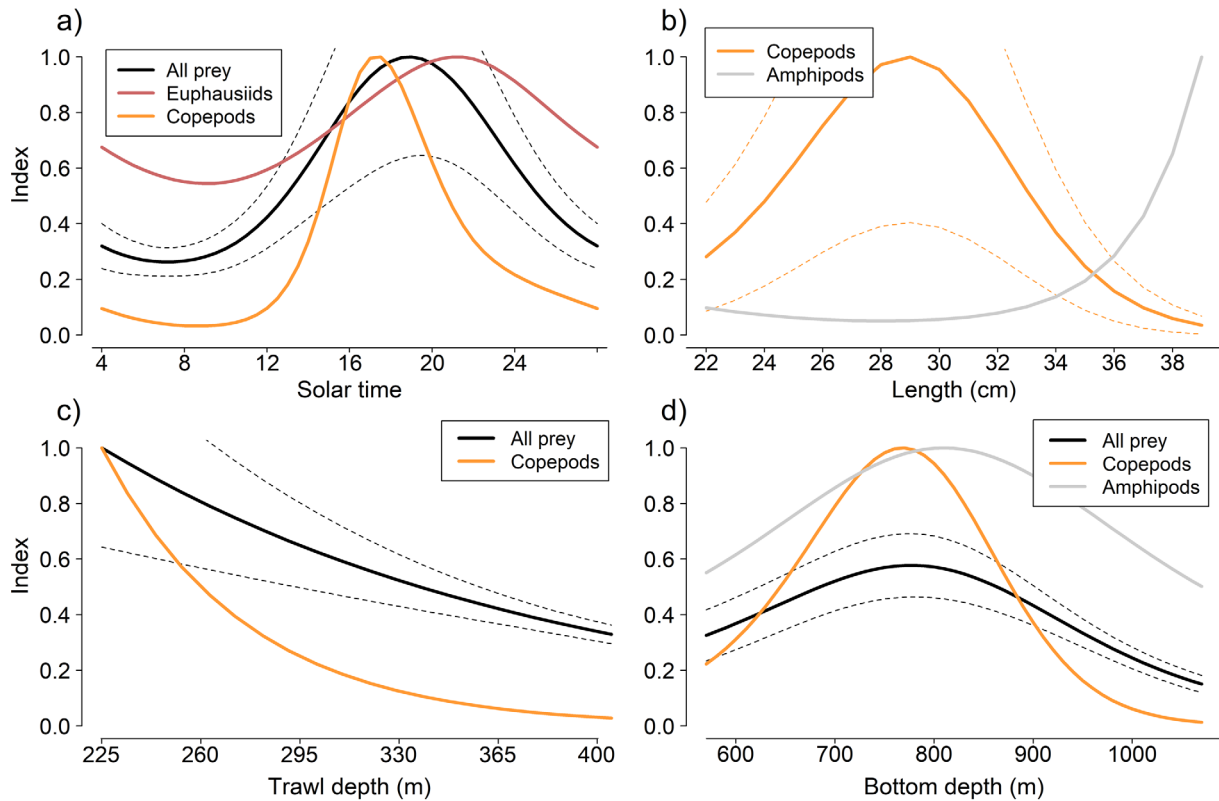 a)
All prey
Euphausiids
Copepods
Index
1.0
0.8
0.6
0.4
0.2
0.0
4 8 12 16 20 24
Solar time
b)
Copepods
Amphipods
1.0
0.8
0.6
0.4
0.2
0.0
22 24 26 28 30 32 34 36 38
Length (cm)
c)
All prey
Copepods
Index
1.0
0.8
0.6
0.4
0.2
0.0
225 260 295 330 365 400
Trawl depth (m)
d)
All prey
Copepods
Amphipods
1.0
0.8
0.6
0.4
0.2
0.0
600 700 800 900 1000
Bottom depth (m)